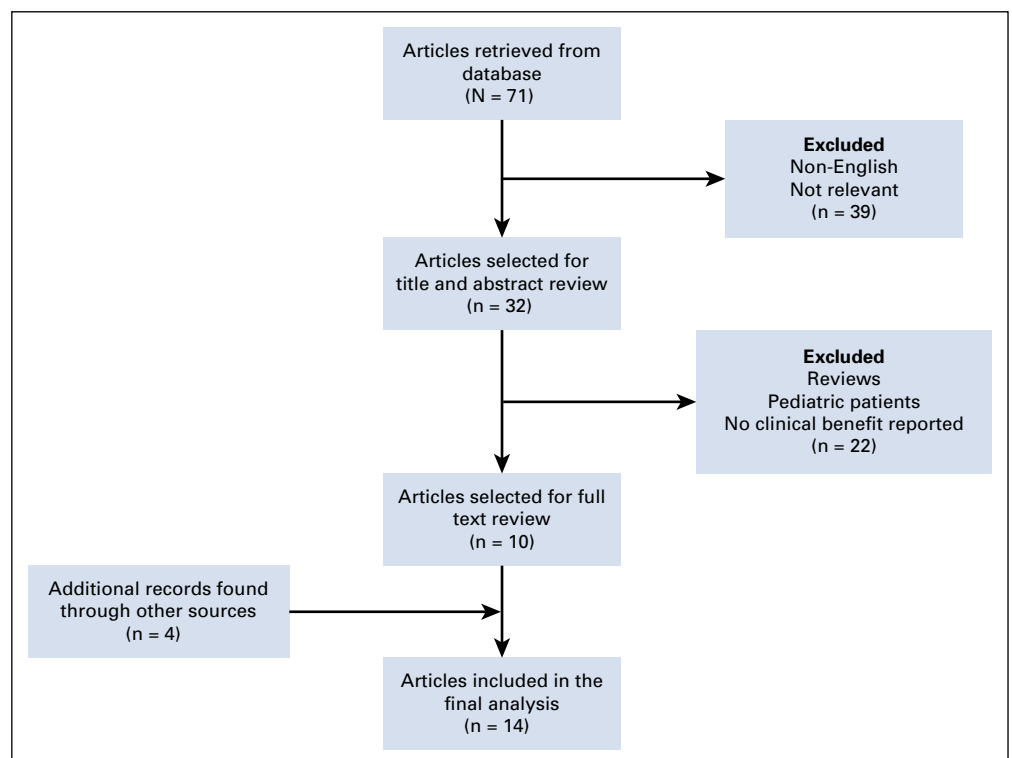 Articles retrieved from
database
(N = 71)
Excluded
Non-English
Not relevant
(n = 39)
Articles selected for
title and abstract review
(n = 32)
Excluded
Reviews
Pediatric patients
No clinical benefit reported
(n = 22)
Articles selected for full
text review
(n = 10)
Additional records found
through other sources
(n = 4)
Articles included in the
final analysis
(n = 14)